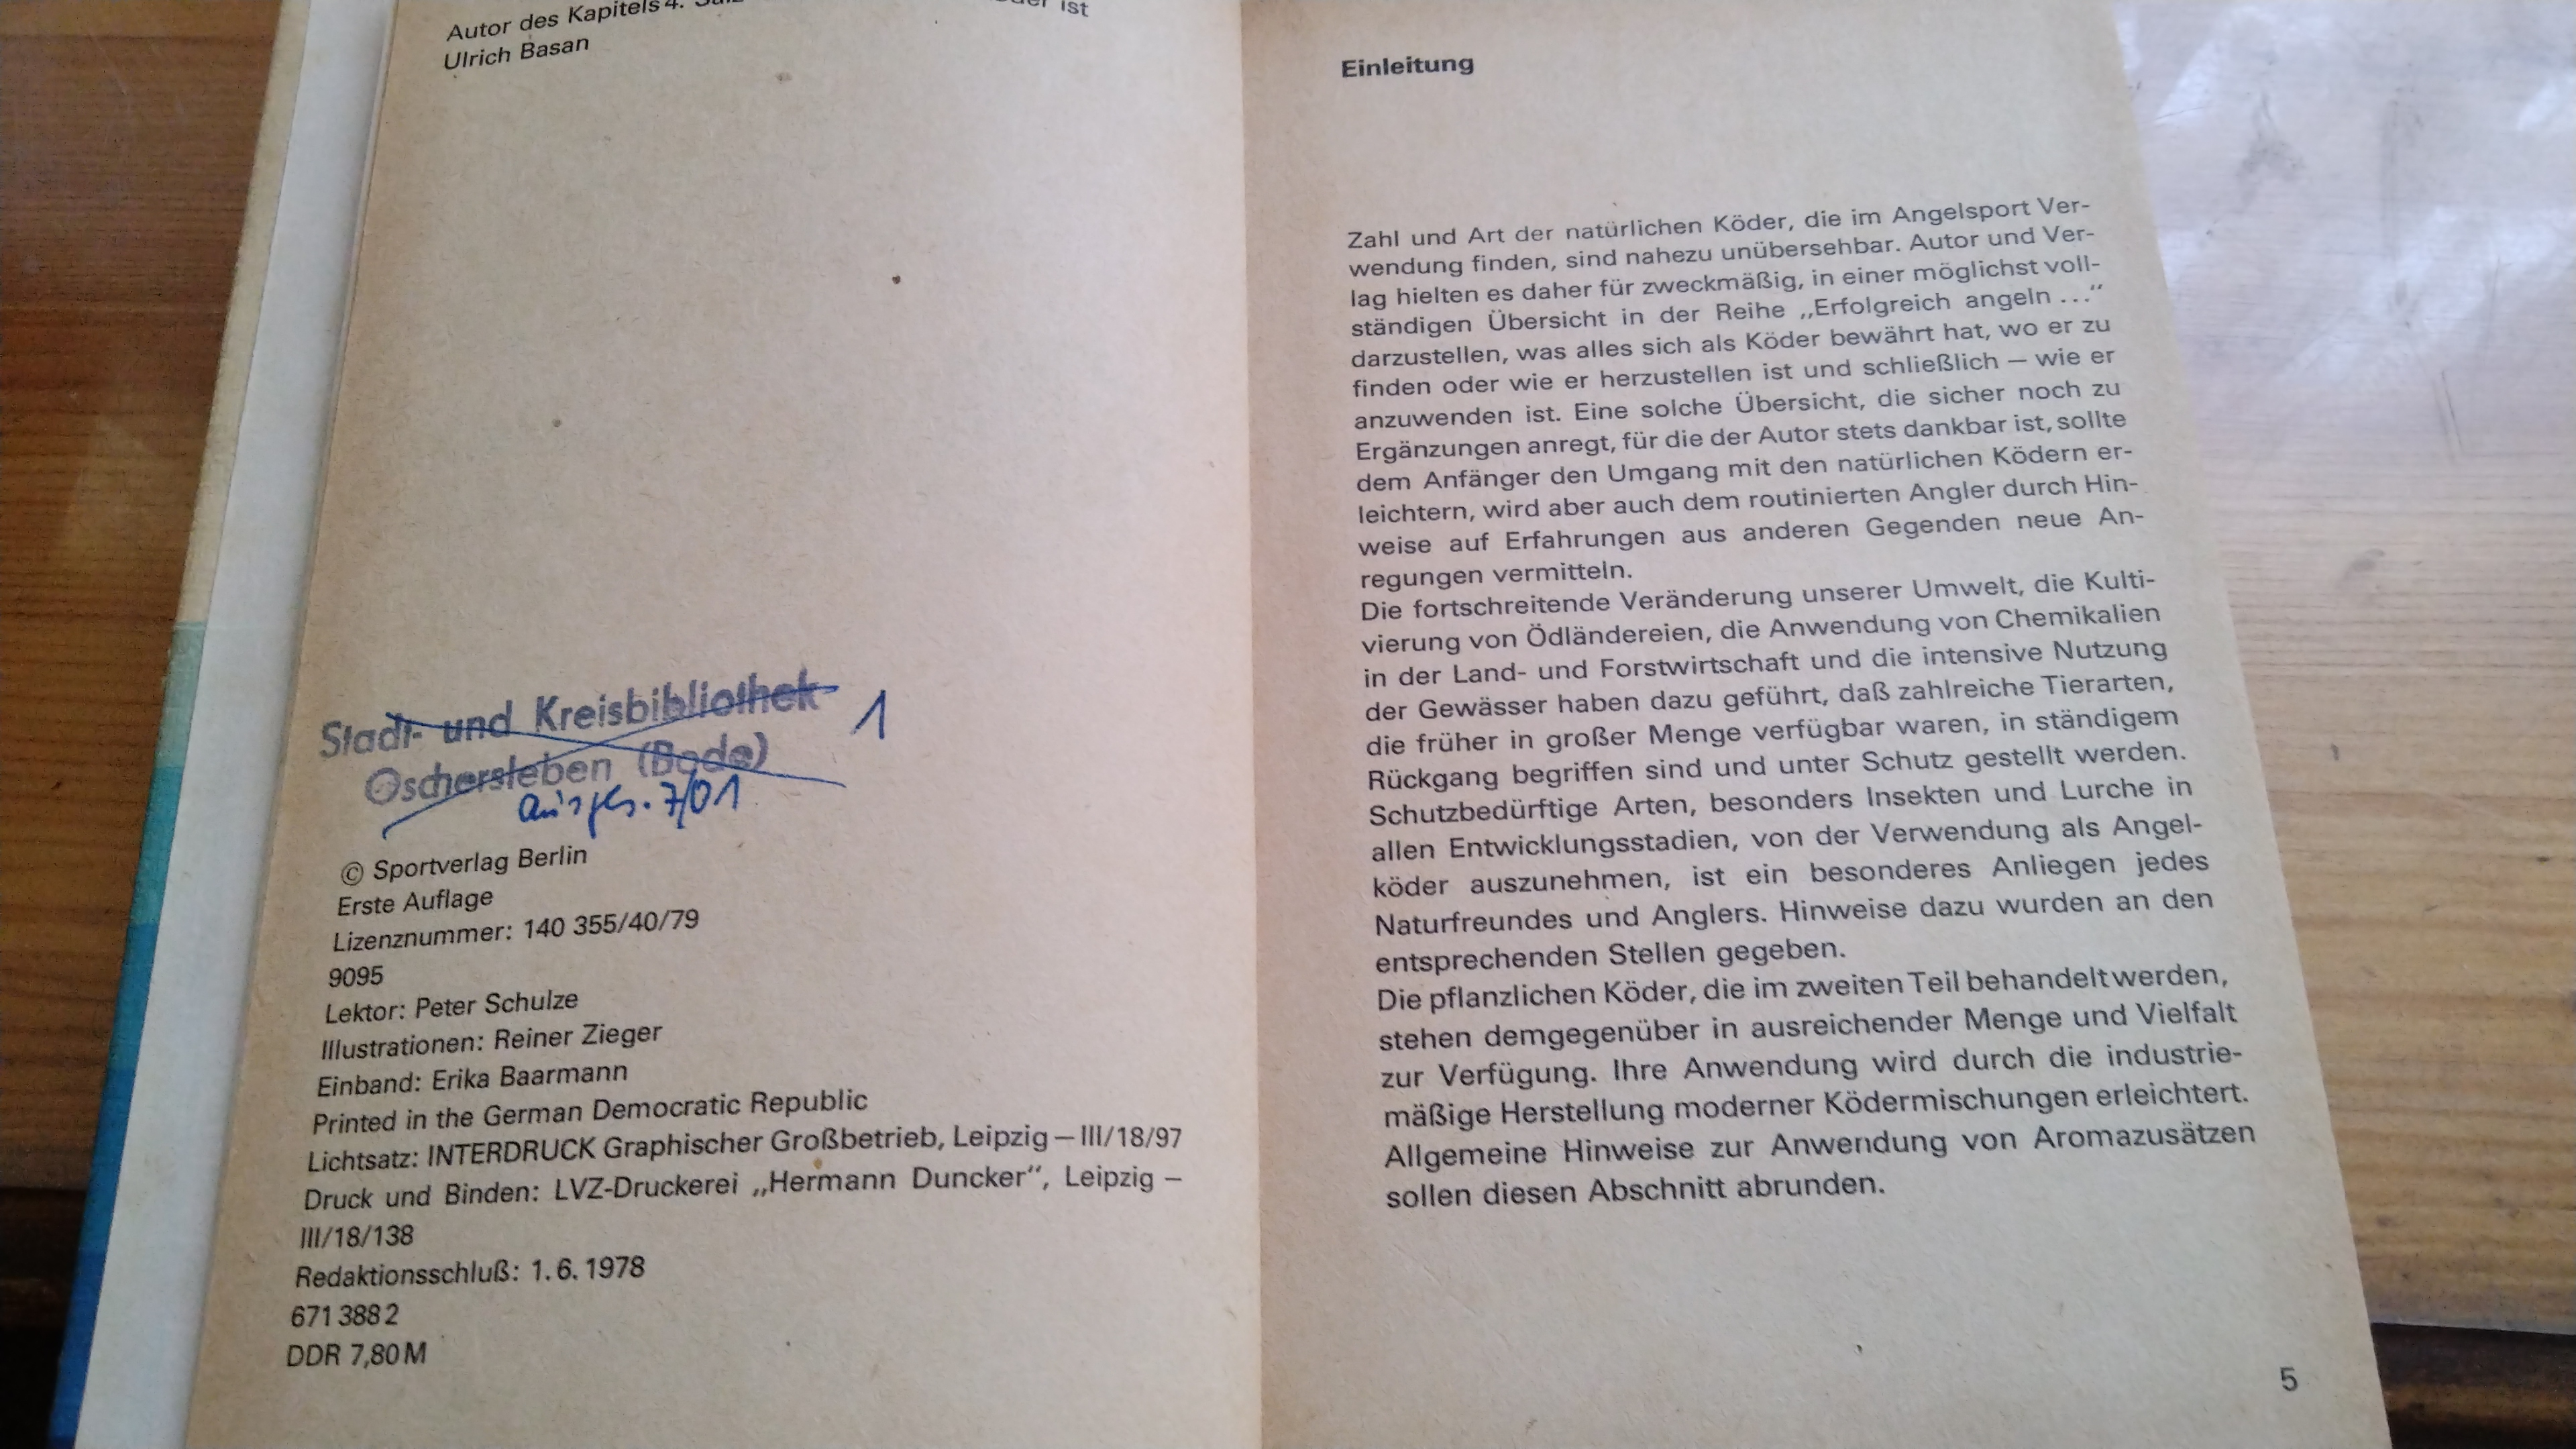 Autor des Kapitels 4. ist
Ulrich Basan
Stadt- und Kreisbibliothek
Oschersleben (Bode)
1
ausges. 7/01
© Sportverlag Berlin
Erste Auflage
Lizenznummer: 140 355/40/79
9095
Lektor: Peter Schulze
Illustrationen: Reiner Zieger
Einband: Erika Baarmann
Printed in the German Democratic Republic
Lichtsatz: INTERDRUCK Graphischer Großbetrieb, Leipzig – III/18/97
Druck und Binden: LVZ-Druckerei „Hermann Duncker“, Leipzig –
III/18/138
Redaktionsschluß: 1. 6. 1978
671 388 2
DDR 7,80 M
Einleitung
Zahl und Art der natürlichen Köder, die im Angelsport Ver-
wendung finden, sind nahezu unübersehbar. Autor und Ver-
lag hielten es daher für zweckmäßig, in einer möglichst voll-
ständigen Übersicht in der Reihe „Erfolgreich angeln ...“
darzustellen, was alles sich als Köder bewährt hat, wo er zu
finden oder wie er herzustellen ist und schließlich – wie er
anzuwenden ist. Eine solche Übersicht, die sicher noch zu
Ergänzungen anregt, für die der Autor stets dankbar ist, sollte
dem Anfänger den Umgang mit den natürlichen Ködern er-
leichtern, wird aber auch dem routinierten Angler durch Hin-
weise auf Erfahrungen aus anderen Gegenden neue An-
regungen vermitteln.
Die fortschreitende Veränderung unserer Umwelt, die Kulti-
vierung von Ödländereien, die Anwendung von Chemikalien
in der Land- und Forstwirtschaft und die intensive Nutzung
der Gewässer haben dazu geführt, daß zahlreiche Tierarten,
die früher in großer Menge verfügbar waren, in ständigem
Rückgang begriffen sind und unter Schutz gestellt werden.
Schutzbedürftige Arten, besonders Insekten und Lurche in
allen Entwicklungsstadien, von der Verwendung als Angel-
köder auszunehmen, ist ein besonderes Anliegen jedes
Naturfreundes und Anglers. Hinweise dazu wurden an den
entsprechenden Stellen gegeben.
Die pflanzlichen Köder, die im zweiten Teil behandelt werden,
stehen demgegenüber in ausreichender Menge und Vielfalt
zur Verfügung. Ihre Anwendung wird durch die industrie-
mäßige Herstellung moderner Ködermischungen erleichtert.
Allgemeine Hinweise zur Anwendung von Aromazusätzen
sollen diesen Abschnitt abrunden.
5